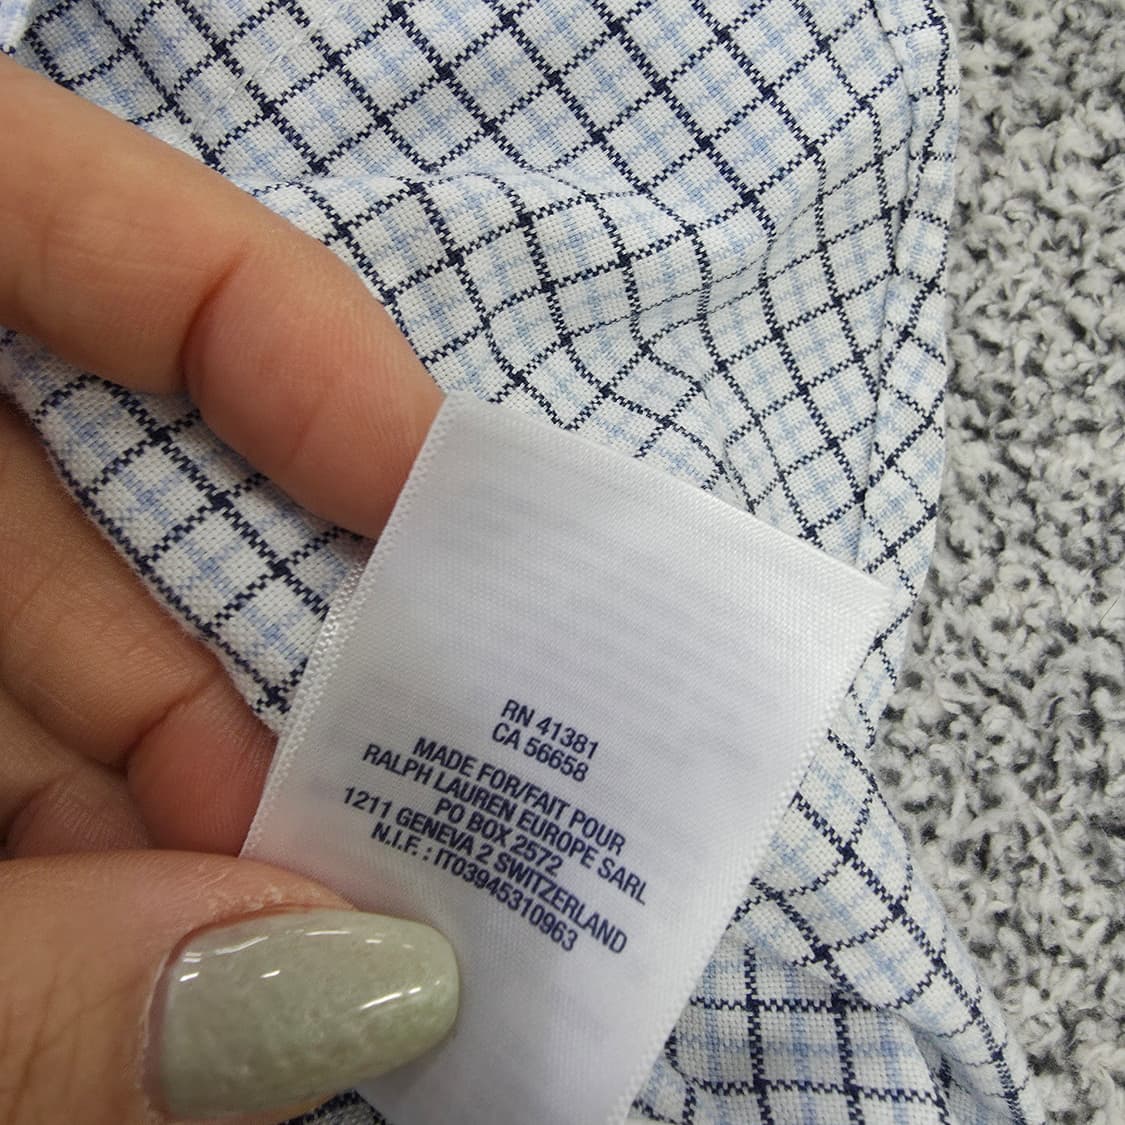 RN 41381
CA 56658
MADE FOR/FAIT POUR
RALPH LAUREN EUROPE SARL
PO BOX 2572
1211 GENEVA 2 SWITZERLAND
N.I.F. : IT03945310963